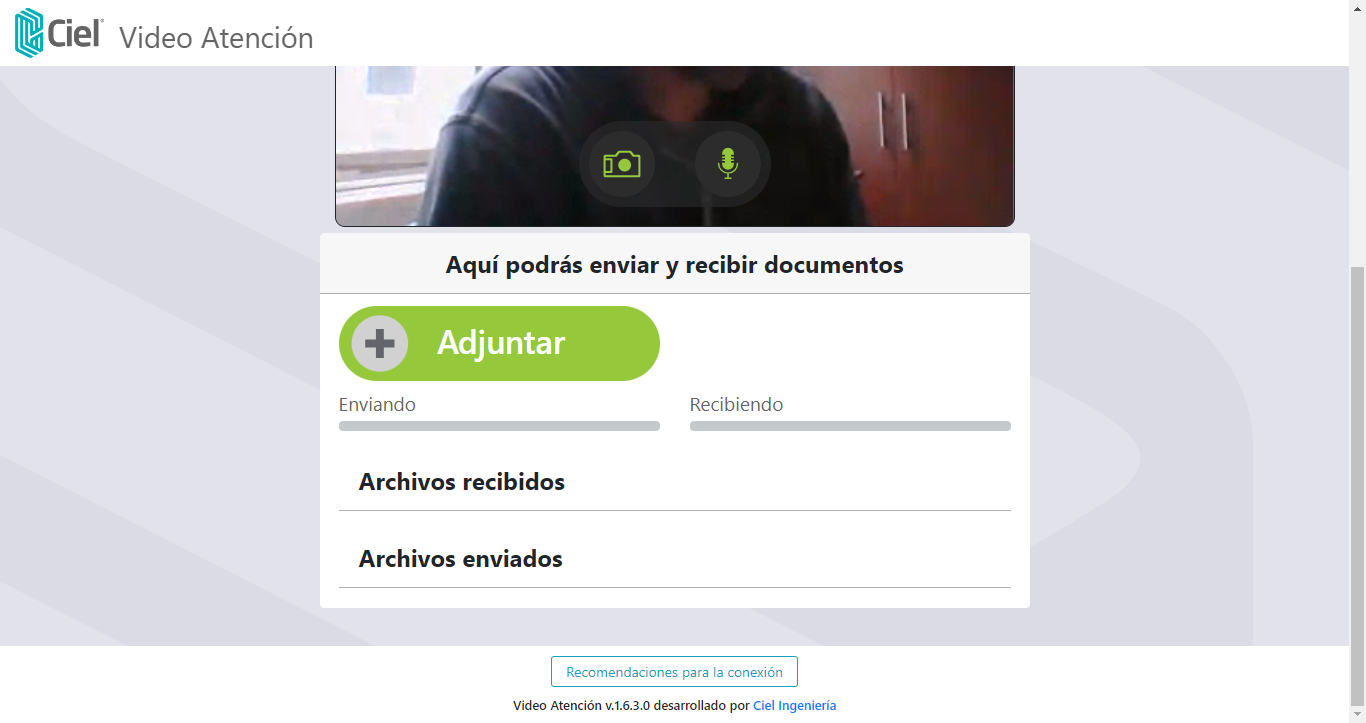 Ciel®
Video Atención
Aquí podrás enviar y recibir documentos
Adjuntar
Enviando
Recibiendo
Archivos recibidos
Archivos enviados
Recomendaciones para la conexión
Video Atención v.1.6.3.0 desarrollado por Ciel Ingeniería